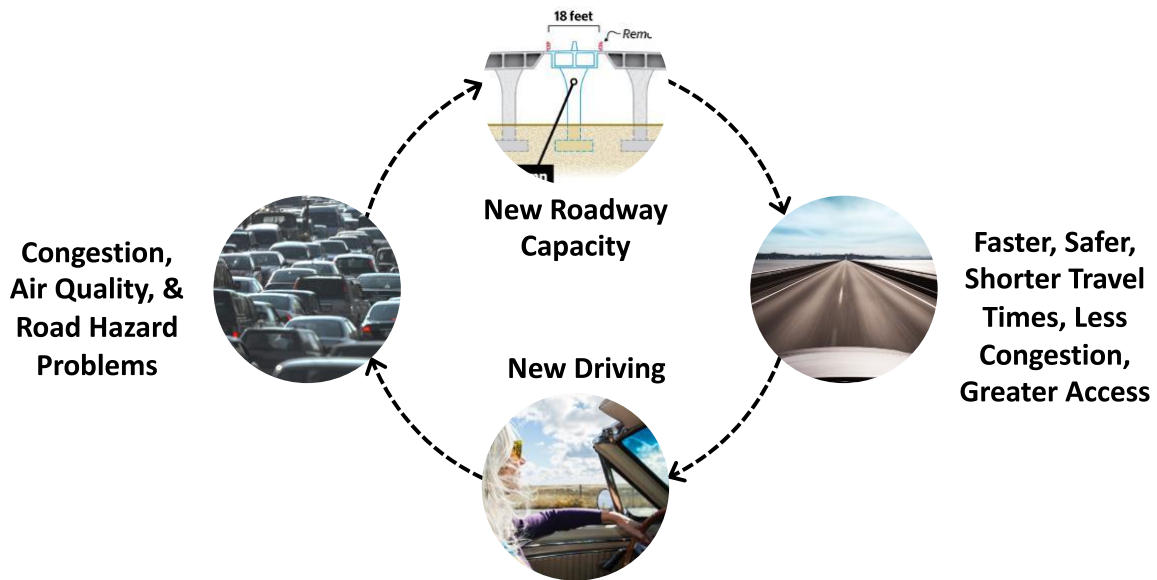 18 feet
New Roadway
Capacity
Faster, Safer,
Shorter Travel
Times, Less
Congestion,
Greater Access
New Driving
Congestion,
Air Quality, &
Road Hazard
Problems